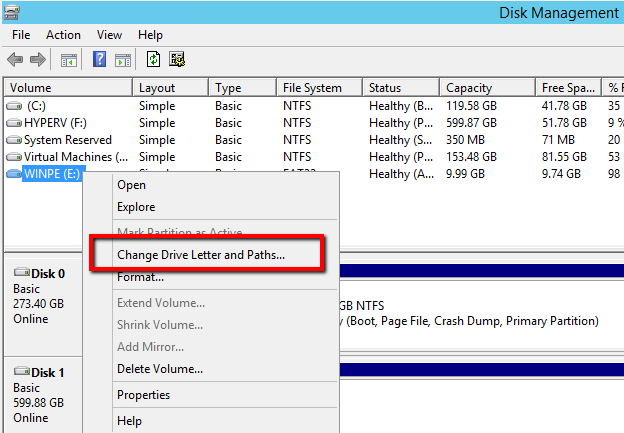 Disk Management
File Action View Help
Volume Layout Type File System Status Capacity Free Spa... % F
(C:) Simple Basic NTFS Healthy (B... 119.58 GB 41.78 GB 35
HYPERV (F:) Simple Basic NTFS Healthy (P... 599.87 GB 51.78 GB 9 %
System Reserved Simple Basic NTFS Healthy (S... 350 MB 71 MB 20
Virtual Machines (... Simple Basic NTFS Healthy (P... 153.48 GB 81.55 GB 53
WINPE (E:) Simple Basic FAT32 Healthy (A... 9.99 GB 9.74 GB 98
Open
Explore
Mark Partition as Active
Change Drive Letter and Paths...
Format...
Extend Volume...
Shrink Volume...
Add Mirror...
Delete Volume...
Properties
Help
Disk 0
Basic
273.40 GB
Online
GB NTFS
(Boot, Page File, Crash Dump, Primary Partition)
Disk 1
Basic
599.88 GB
Online